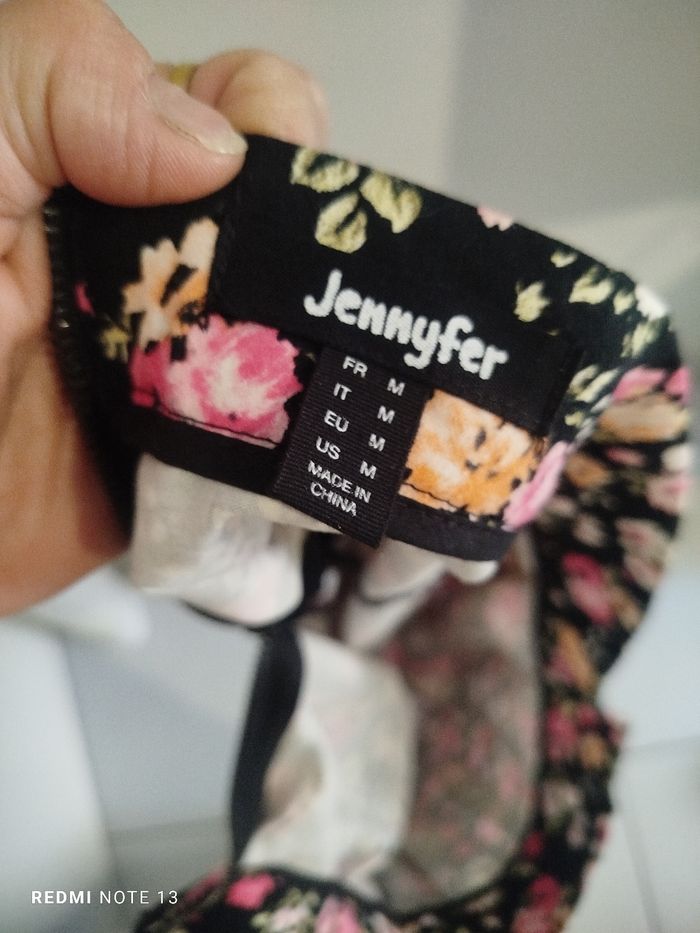 Jennyfer
FR M
IT M
EU M
US M
MADE IN
CHINA
REDMI NOTE 13